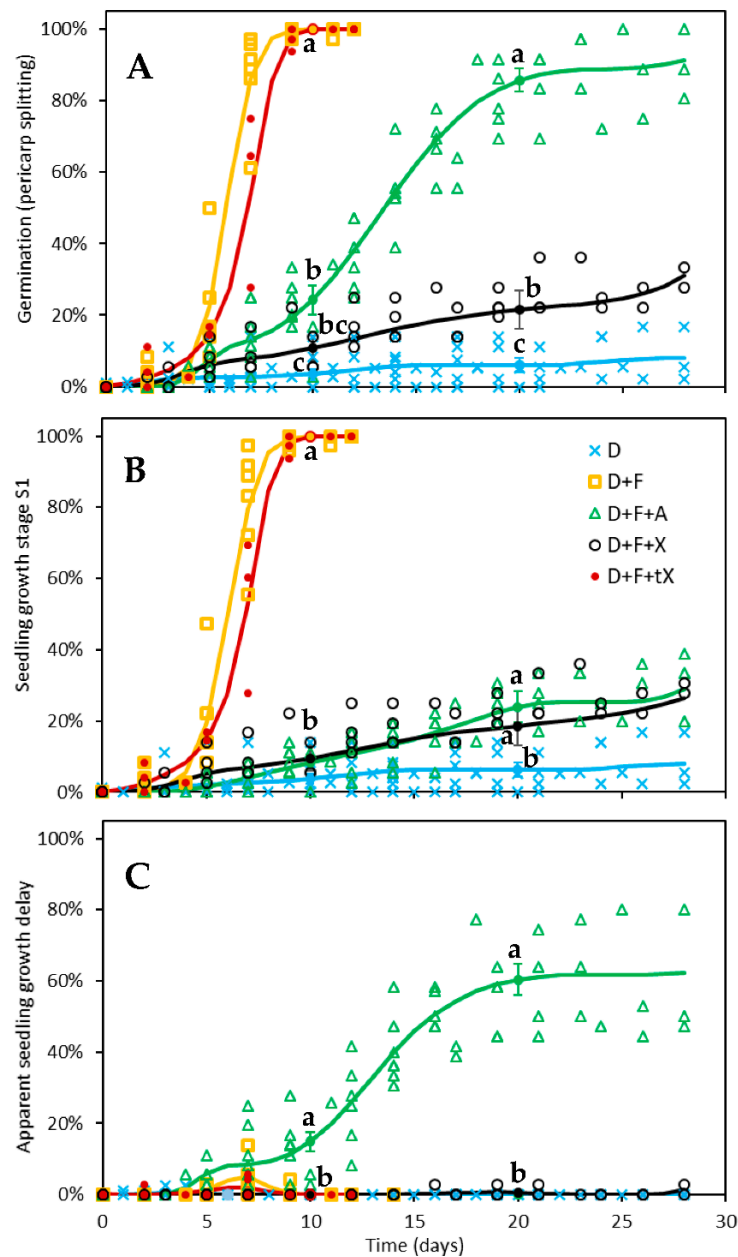 A
Germination (pericarp splitting)
100%
80%
60%
40%
20%
0%
a
a
b
b
bc
c
c
B
Seedling growth stage S1
100%
80%
60%
40%
20%
0%
a
a
b
a
b
D
D+F
D+F+A
D+F+X
D+F+tX
C
Apparent seedling growth delay
100%
80%
60%
40%
20%
0%
a
a
b
b
0
5
10
15
20
25
30
Time (days)